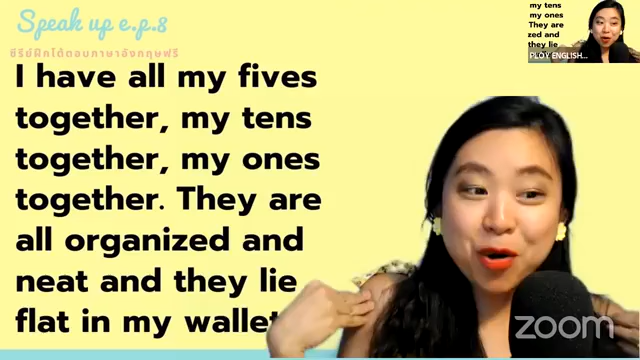 Speak up e.p.8
ซีรีย์ฝึกโต้ตอบภาษาอังกฤษฟรี
I have all my fives
together, my tens
together, my ones
together. They are
all organized and
neat and they lie
flat in my wallet
my tens
my ones
They are
zed and
they lie
PLOY ENGLISH...
zoom